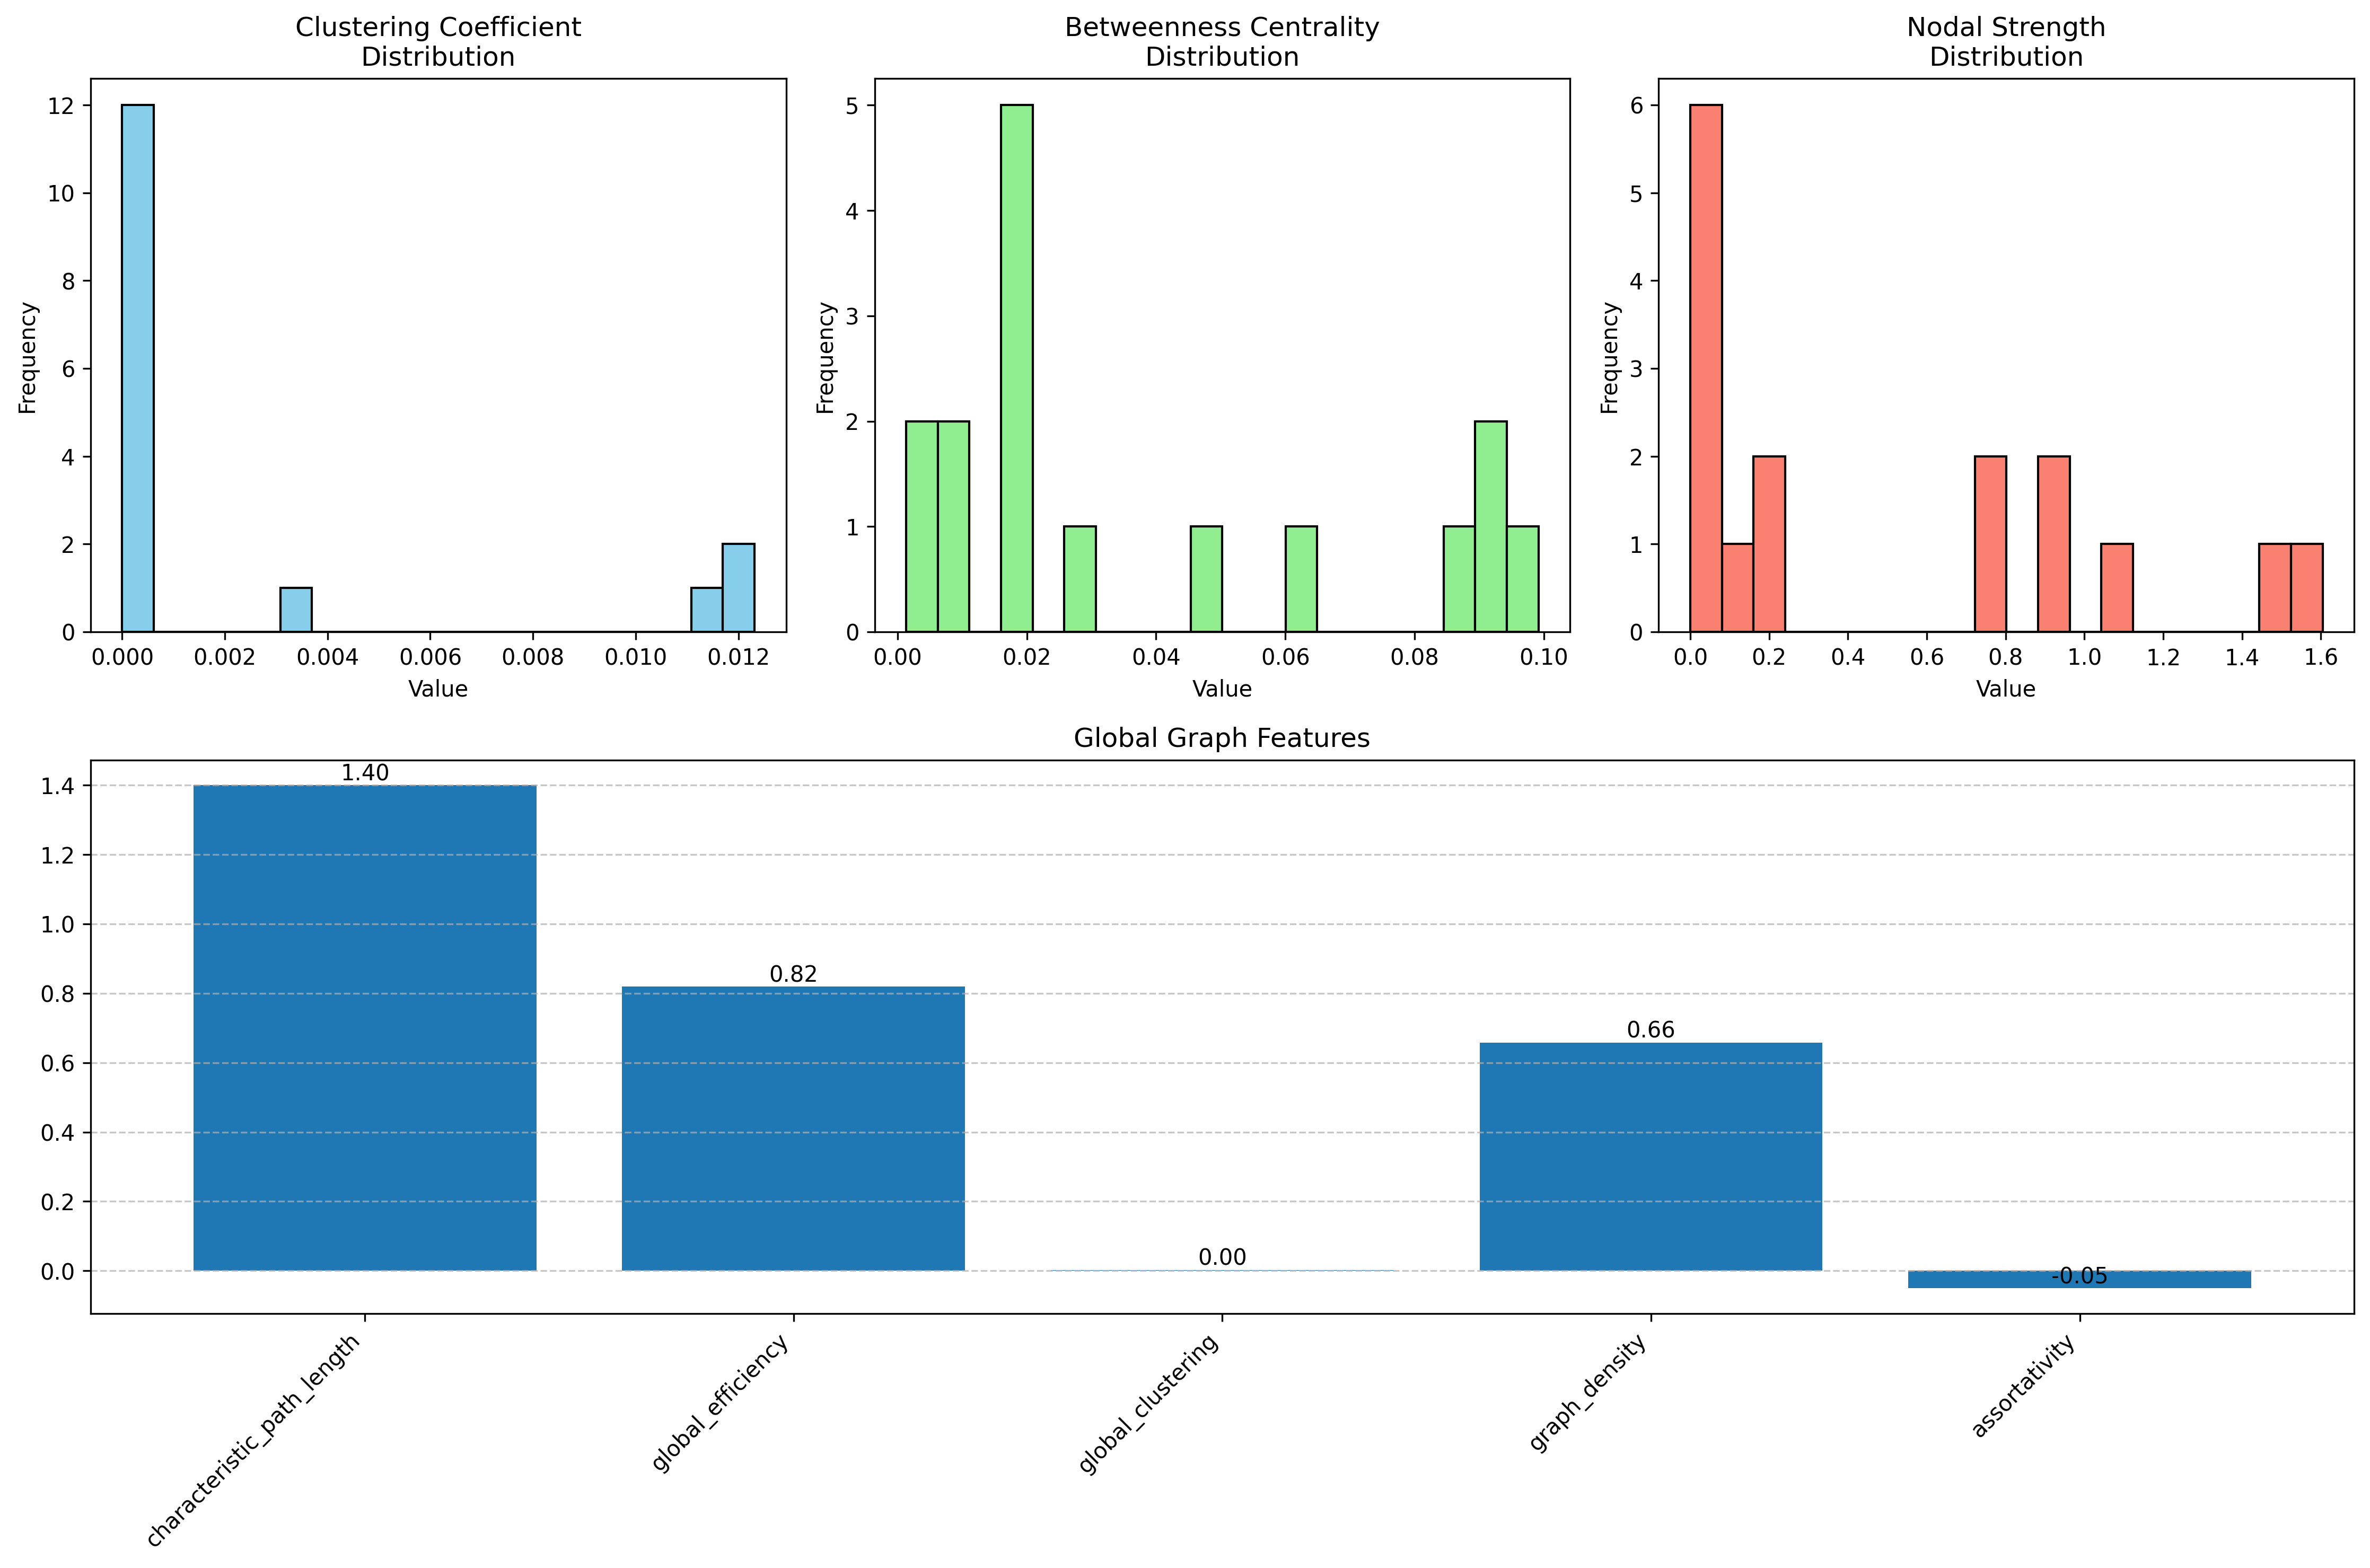 Clustering Coefficient
Distribution
Frequency
12
10
8
6
4
2
0
0.000 0.002 0.004 0.006 0.008 0.010 0.012
Value
Betweenness Centrality
Distribution
Frequency
5
4
3
2
1
0
0.00 0.02 0.04 0.06 0.08 0.10
Value
Nodal Strength
Distribution
Frequency
6
5
4
3
2
1
0
0.0 0.2 0.4 0.6 0.8 1.0 1.2 1.4 1.6
Value
Global Graph Features
1.4
1.2
1.0
0.8
0.6
0.4
0.2
0.0
1.40
0.82
0.00
0.66
-0.05
characteristic_path_length
global_efficiency
global_clustering
graph_density
assortativity